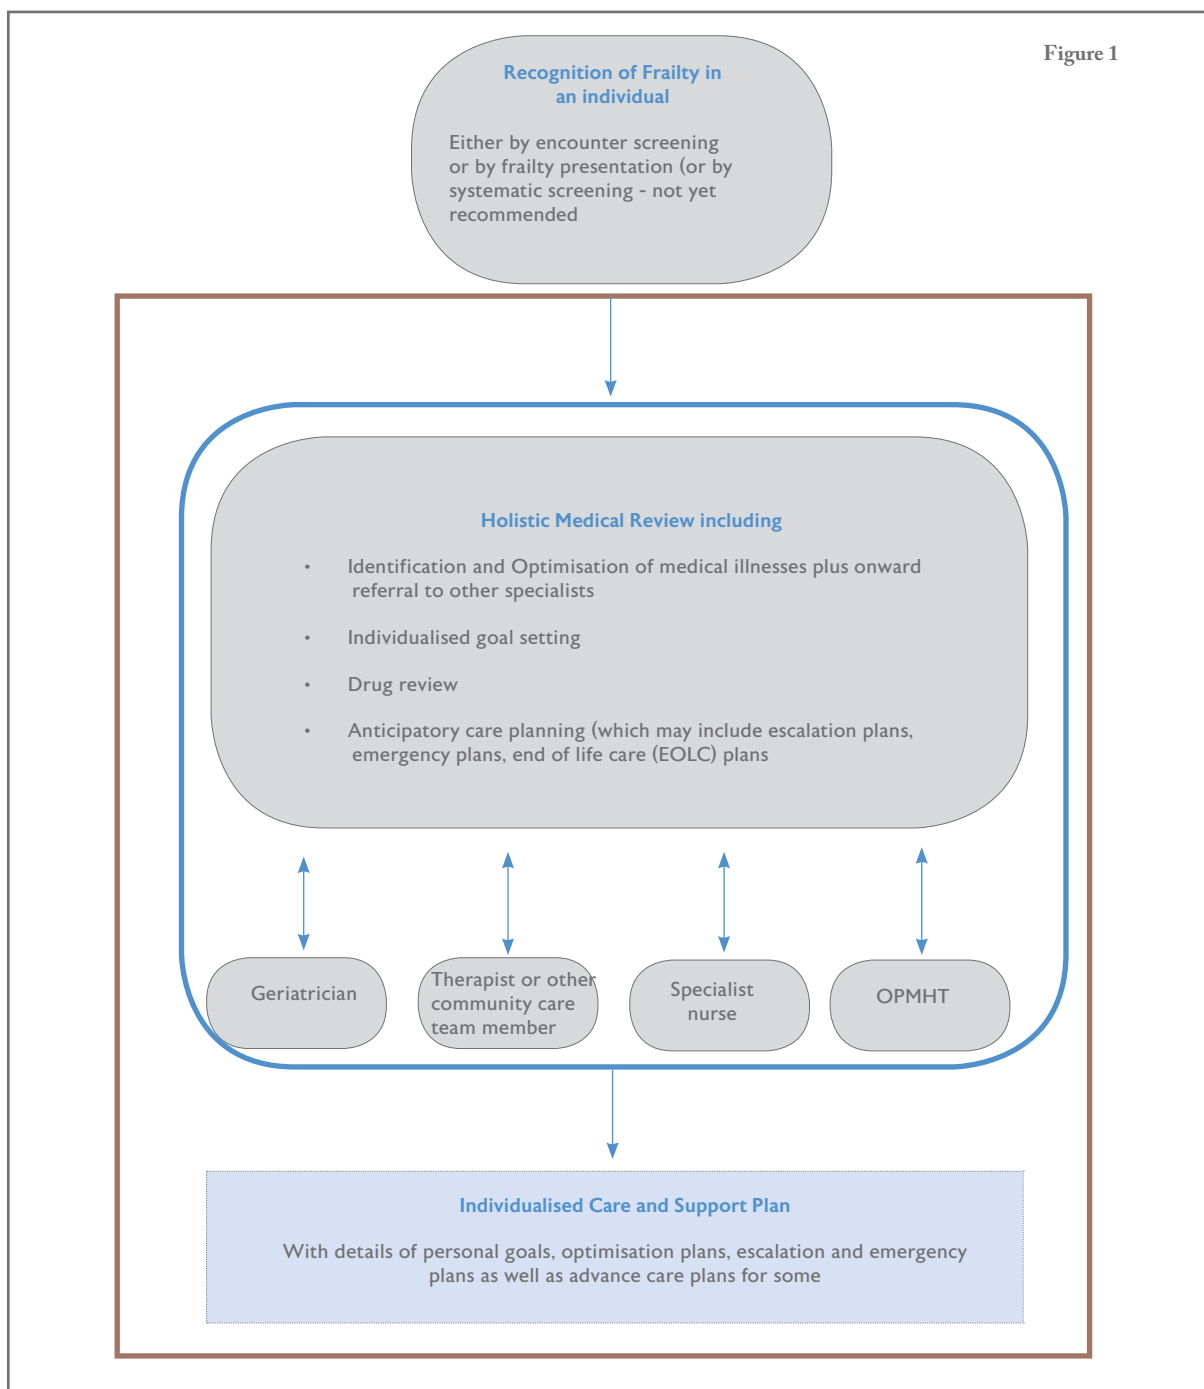 Figure 1
Recognition of Frailty in
an individual
Either by encounter screening
or by frailty presentation (or by
systematic screening - not yet
recommended
Holistic Medical Review including
• Identification and Optimisation of medical illnesses plus onward
referral to other specialists
• Individualised goal setting
• Drug review
• Anticipatory care planning (which may include escalation plans,
emergency plans, end of life care (EOLC) plans
Geriatrician
Therapist or other
community care
team member
Specialist
nurse
OPMHT
Individualised Care and Support Plan
With details of personal goals, optimisation plans, escalation and emergency
plans as well as advance care plans for some